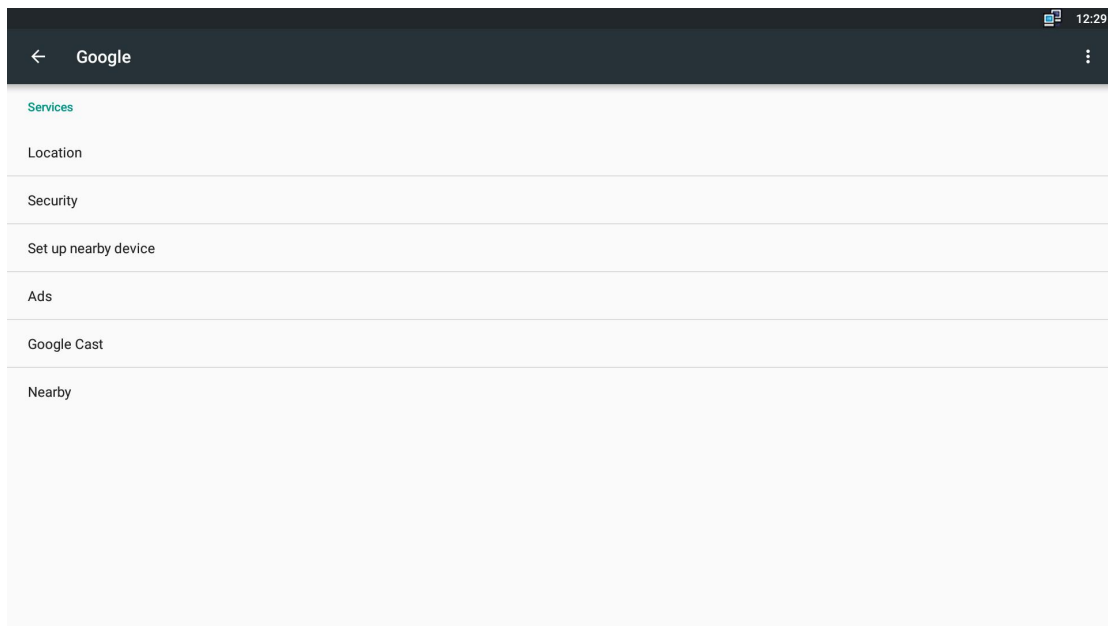 12:29
Google
Services
Location
Security
Set up nearby device
Ads
Google Cast
Nearby